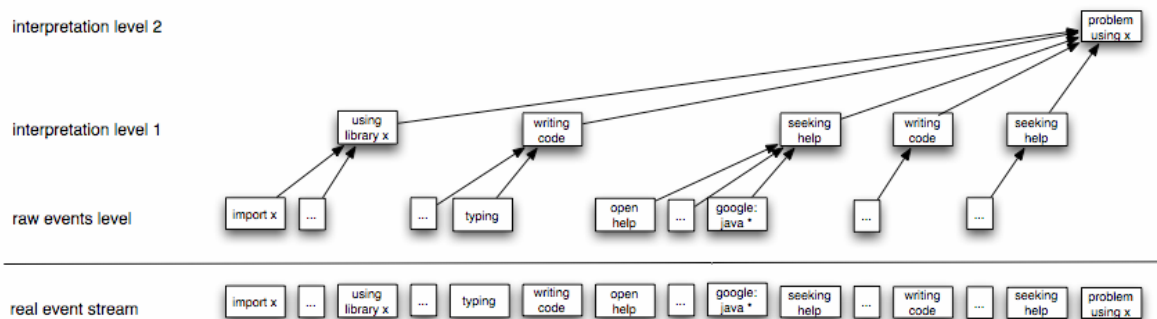 interpretation level 2
problem
using x
interpretation level 1
using
library x
writing
code
seeking
help
writing
code
seeking
help
raw events level
import x
...
...
typing
open
help
...
google:
java *
...
...
real event stream
import x
...
using
library x
...
typing
writing
code
open
help
...
google:
java *
seeking
help
...
writing
code
...
seeking
help
problem
using x